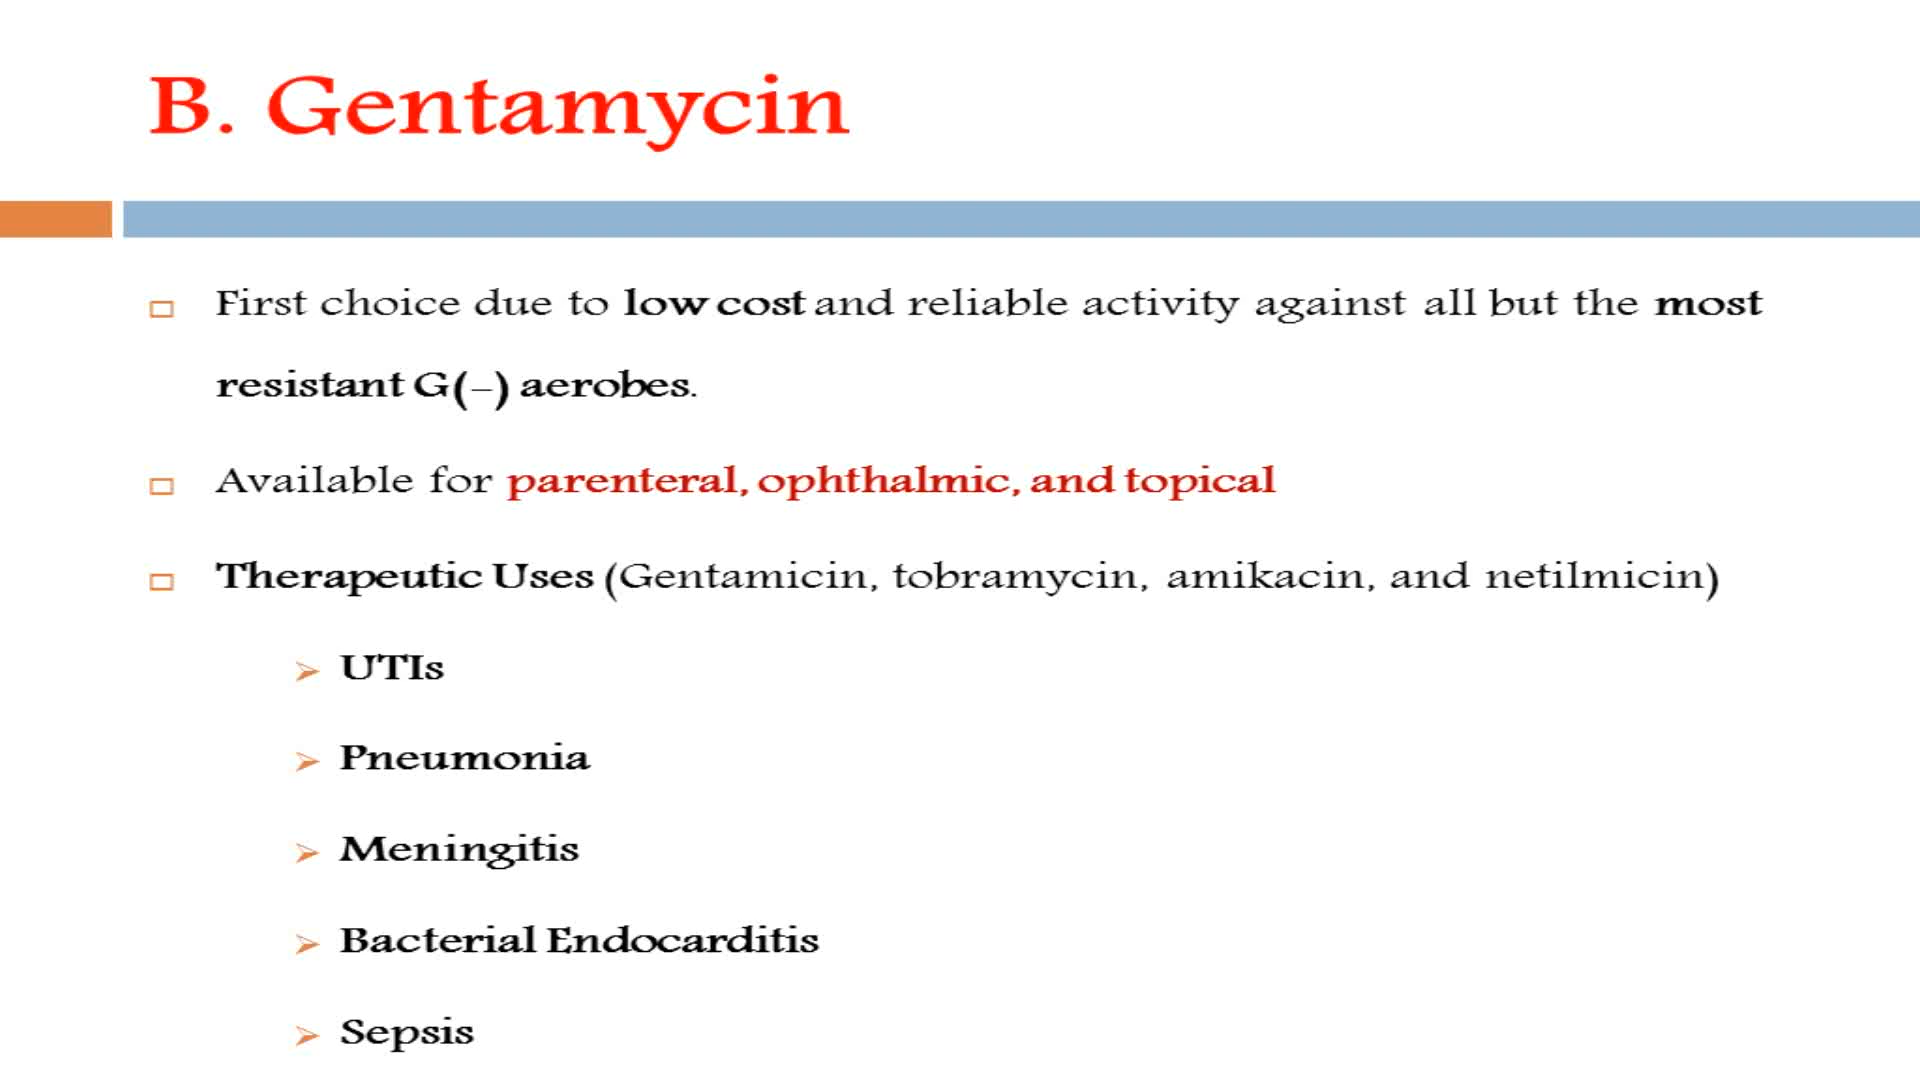 B. Gentamycin
First choice due to low cost and reliable activity against all but the most
resistant G(-) aerobes.
Available for parenteral, ophthalmic, and topical
Therapeutic Uses (Gentamicin, tobramycin, amikacin, and netilmicin)
UTIs
Pneumonia
Meningitis
Bacterial Endocarditis
Sepsis